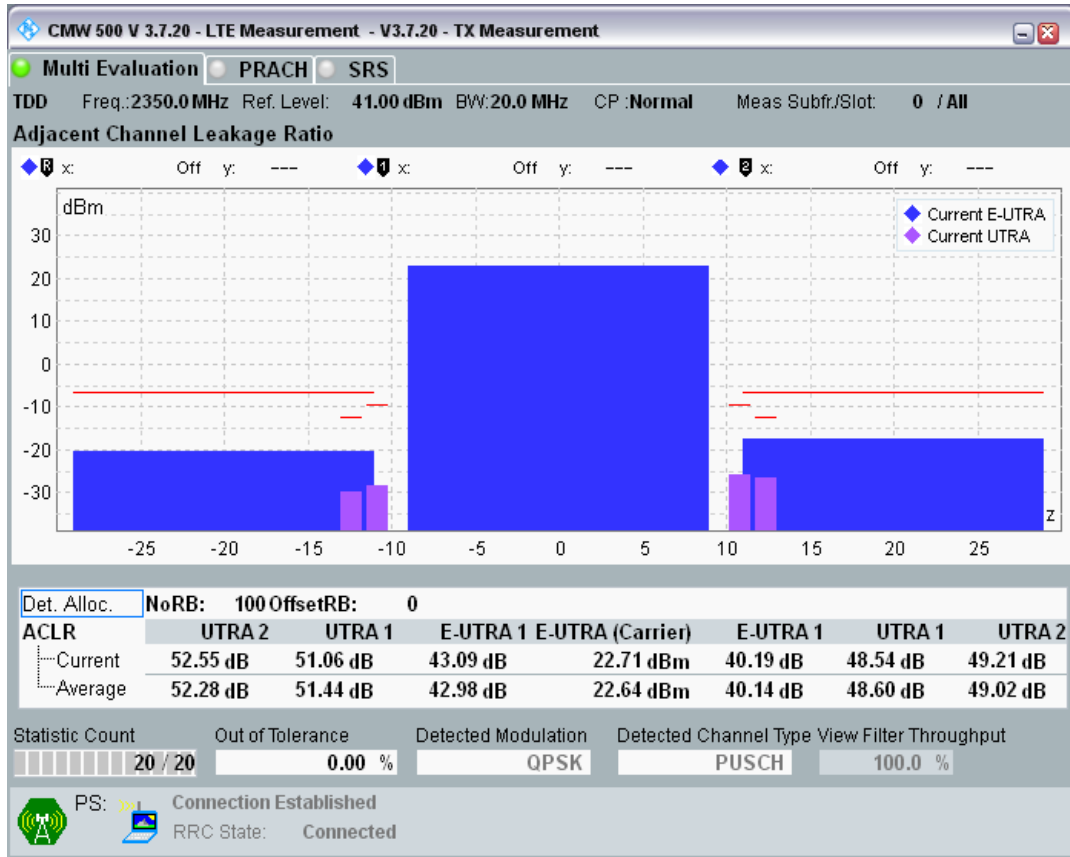 CMW 500 V 3.7.20 - LTE Measurement - V3.7.20 - TX Measurement
Multi Evaluation PRACH SRS
TDD Freq.:2350.0 MHz Ref. Level: 41.00 dBm BW:20.0 MHz CP :Normal Meas Subfr./Slot: 0 / All
Adjacent Channel Leakage Ratio
R x: Off y: --- 1 x: Off y: --- 2 x: Off y: ---
dBm
Current E-UTRA
Current UTRA
30
20
10
0
-10
-20
-30
z
-25 -20 -15 -10 -5 0 5 10 15 20 25
Det. Alloc. NoRB: 100 OffsetRB: 0
ACLR UTRA 2 UTRA 1 E-UTRA 1 E-UTRA (Carrier) E-UTRA 1 UTRA 1 UTRA 2
Current 52.55 dB 51.06 dB 43.09 dB 22.71 dBm 40.19 dB 48.54 dB 49.21 dB
Average 52.28 dB 51.44 dB 42.98 dB 22.64 dBm 40.14 dB 48.60 dB 49.02 dB
Statistic Count Out of Tolerance Detected Modulation Detected Channel Type View Filter Throughput
20 / 20 0.00 % QPSK PUSCH 100.0 %
PS: Connection Established
RRC State: Connected